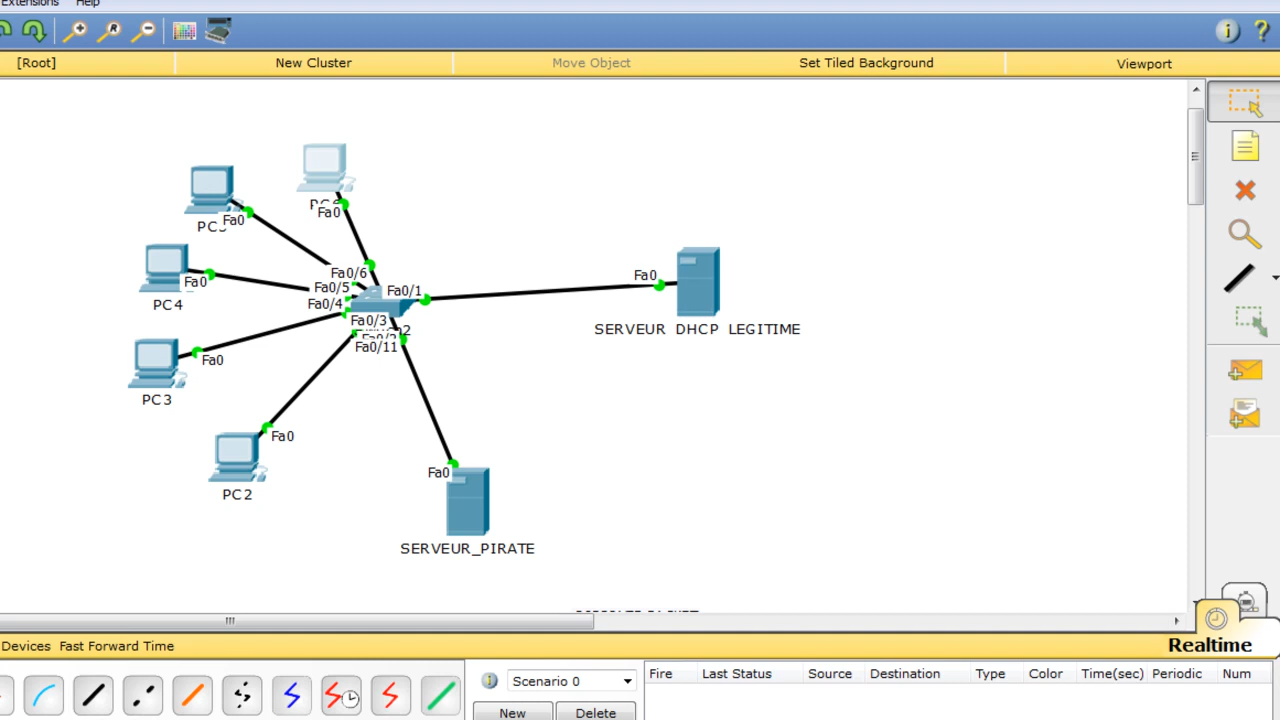 Extensions Help
[Root] New Cluster Move Object Set Tiled Background Viewport
Fa0
Fa0
PC4
Fa0
PC3
Fa0
PC2
Fa0
Fa0/6
Fa0/5
Fa0/4
Fa0/1
Fa0/3
Fa0/11
Fa0
SERVEUR DHCP LEGITIME
Fa0
SERVEUR_PIRATE
Devices Fast Forward Time
Realtime
Scenario 0
New Delete
Fire Last Status Source Destination Type Color Time(sec) Periodic Num